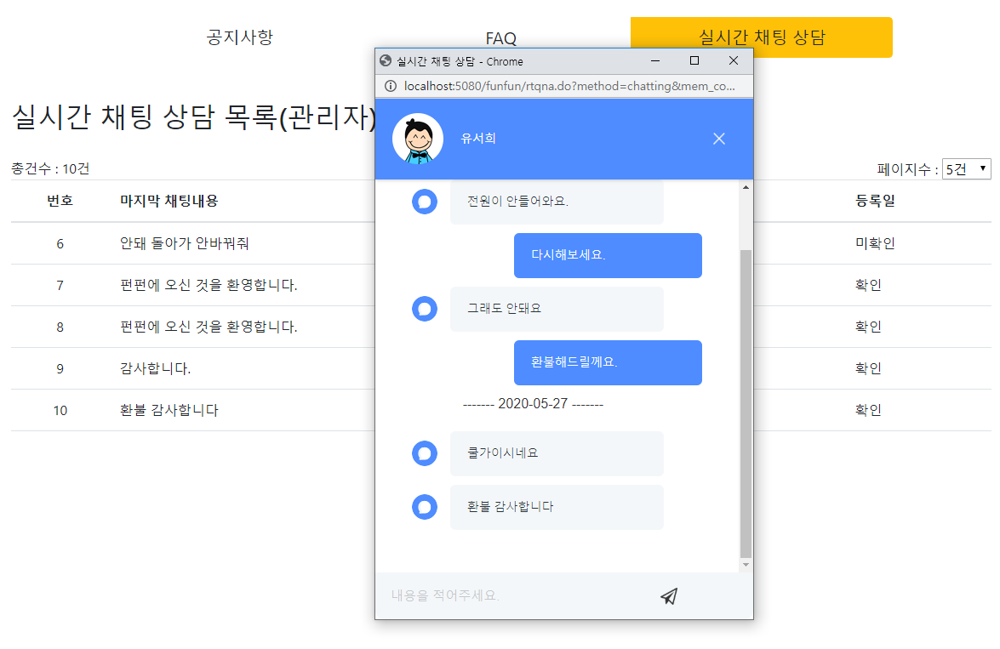 공지사항 FAQ 실시간 채팅 상담
실시간 채팅 상담 - Chrome
localhost:5080/funfun/rtqna.do?method=chatting&mem_co...
실시간 채팅 상담 목록(관리자)
유서희
총건수 : 10건
페이지수 : 5건
번호 마지막 채팅내용 등록일
6 안돼 돌아가 안바꿔줘 미확인
7 펀펀에 오신 것을 환영합니다. 확인
8 펀펀에 오신 것을 환영합니다. 확인
9 감사합니다. 확인
10 환불 감사합니다 확인
전원이 안들어와요.
다시해보세요.
그래도 안돼요
환불해드릴께요.
------- 2020-05-27 -------
쿨가이시네요
환불 감사합니다
내용을 적어주세요.